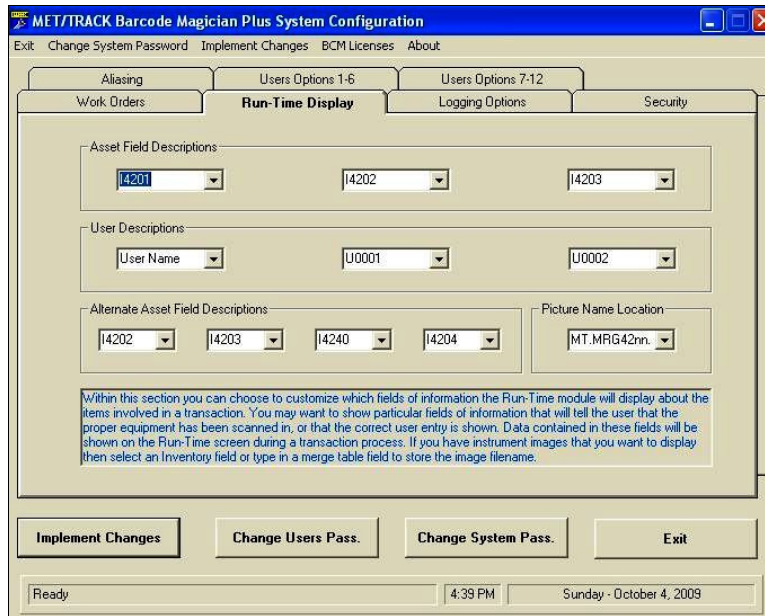 MET/TRACK Barcode Magician Plus System Configuration
Exit Change System Password Implement Changes BCM Licenses About
Aliasing Users Options 1-6 Users Options 7-12
Work Orders Run-Time Display Logging Options Security
Asset Field Descriptions
I4201 I4202 I4203
User Descriptions
User Name U0001 U0002
Alternate Asset Field Descriptions Picture Name Location
I4202 I4203 I4240 I4204 MT.MRG42nn.
Within this section you can choose to customize which fields of information the Run-Time module will display about the
items involved in a transaction. You may want to show particular fields of information that will tell the user that the
proper equipment has been scanned in, or that the correct user entry is shown. Data contained in these fields will be
shown on the Run-Time screen during a transaction process. If you have instrument images that you want to display
then select an Inventory field or type in a merge table field to store the image filename.
Implement Changes Change Users Pass. Change System Pass. Exit
Ready 4:39 PM Sunday - October 4, 2009